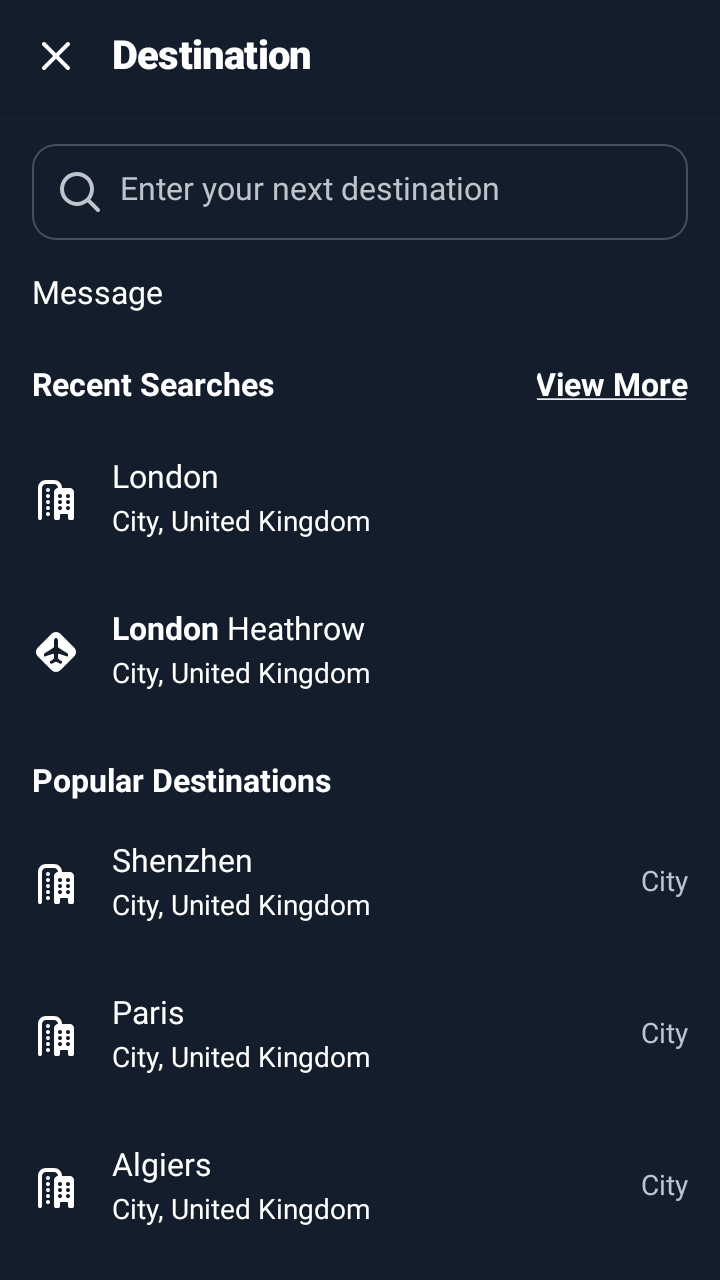 Destination
Enter your next destination
Message
Recent Searches View More
London
City, United Kingdom
London Heathrow
City, United Kingdom
Popular Destinations
Shenzhen
City, United Kingdom
City
Paris
City, United Kingdom
City
Algiers
City, United Kingdom
City